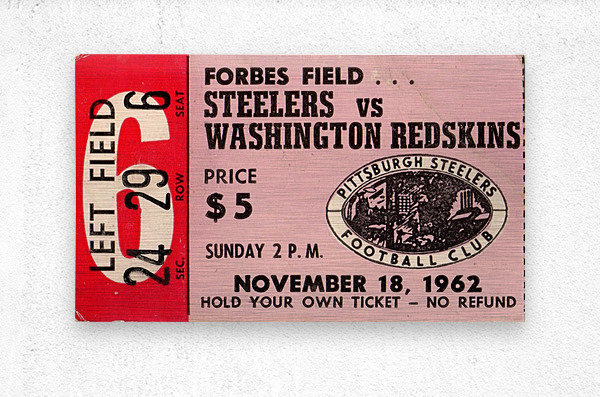 LEFT FIELD
6
24 29 6
SEC. ROW SEAT
FORBES FIELD . . .
STEELERS vs
WASHINGTON REDSKINS
PRICE
$5
SUNDAY 2 P. M.
PITTSBURGH STEELERS
FOOTBALL CLUB
NOVEMBER 18, 1962
HOLD YOUR OWN TICKET – NO REFUND